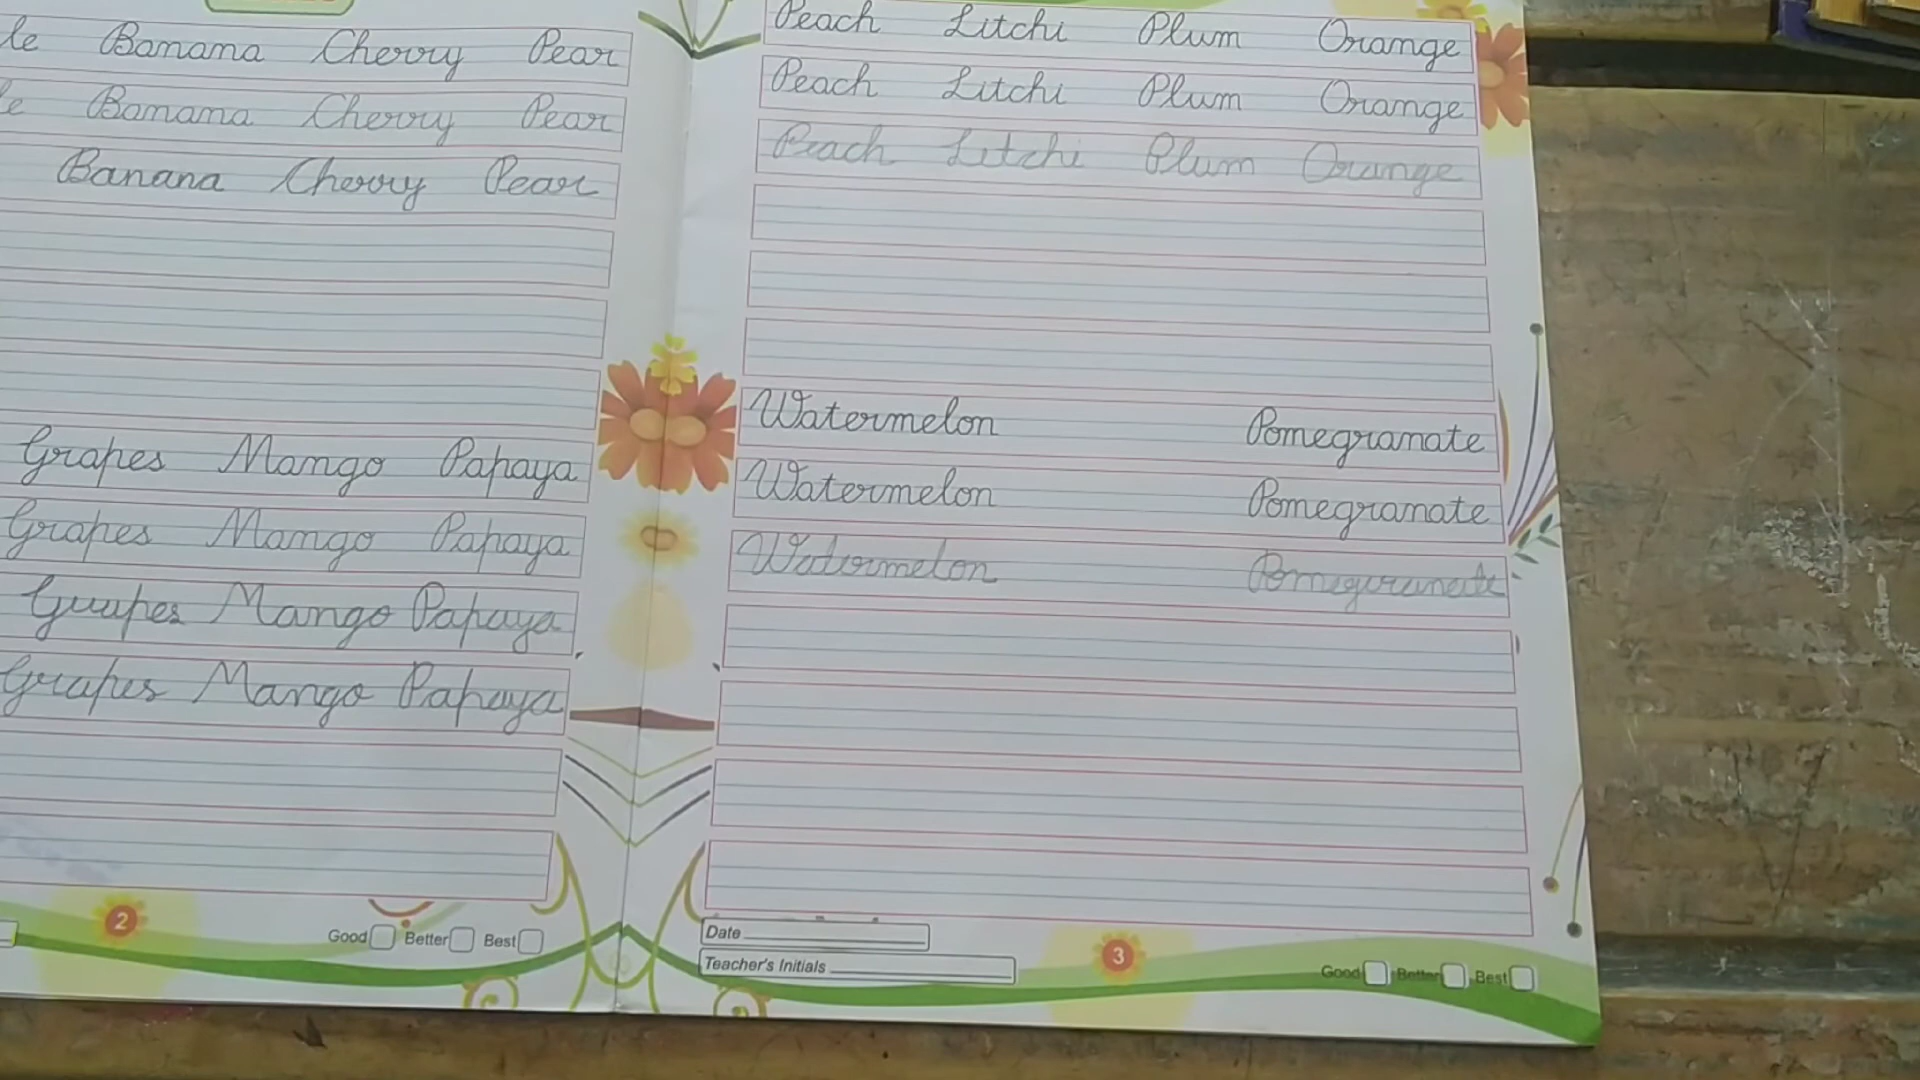 le Banana Cherry Pear
le Banana Cherry Pear
Banana Cherry Pear
Grapes Mango Papaya
Grapes Mango Papaya
Grapes Mango Papaya
Grapes Mango Papaya
2
Good Better Best
Peach Litchi Plum Orange
Peach Litchi Plum Orange
Peach Litchi Plum Orange
Watermelon Pomegranate
Watermelon Pomegranate
Watermelon Pomegranate
Date
Teacher's Initials
3
Good Better Best